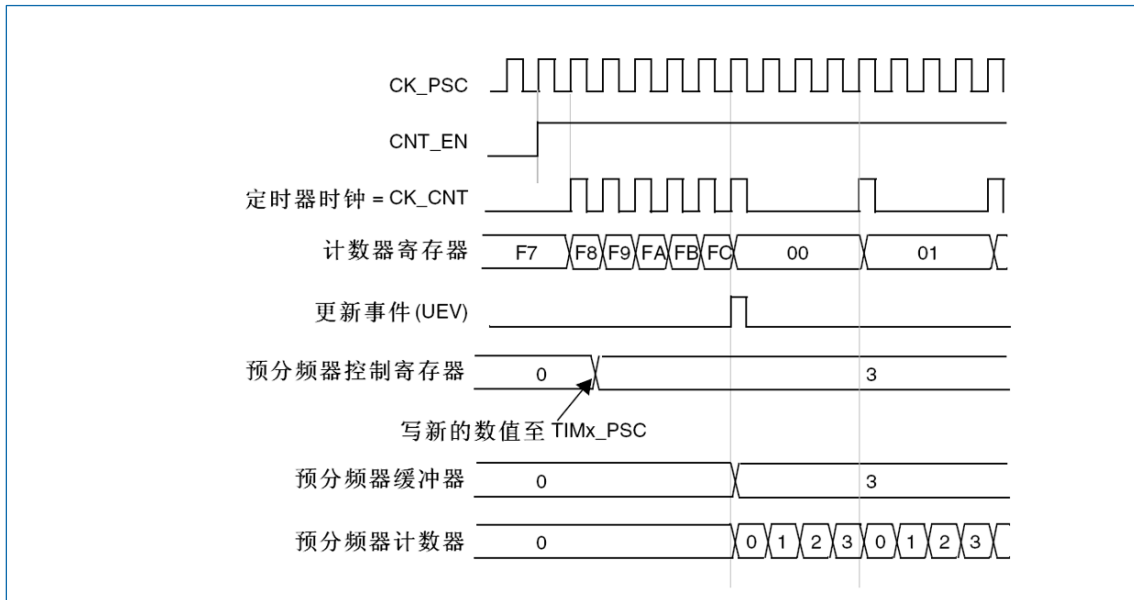 CK_PSC
CNT_EN
定时器时钟 = CK_CNT
计数器寄存器 F7 F8 F9 FA FB FC 00 01
更新事件(UEV)
预分频器控制寄存器 0 3
写新的数值至 TIMx_PSC
预分频器缓冲器 0 3
预分频器计数器 0 0 1 2 3 0 1 2 3